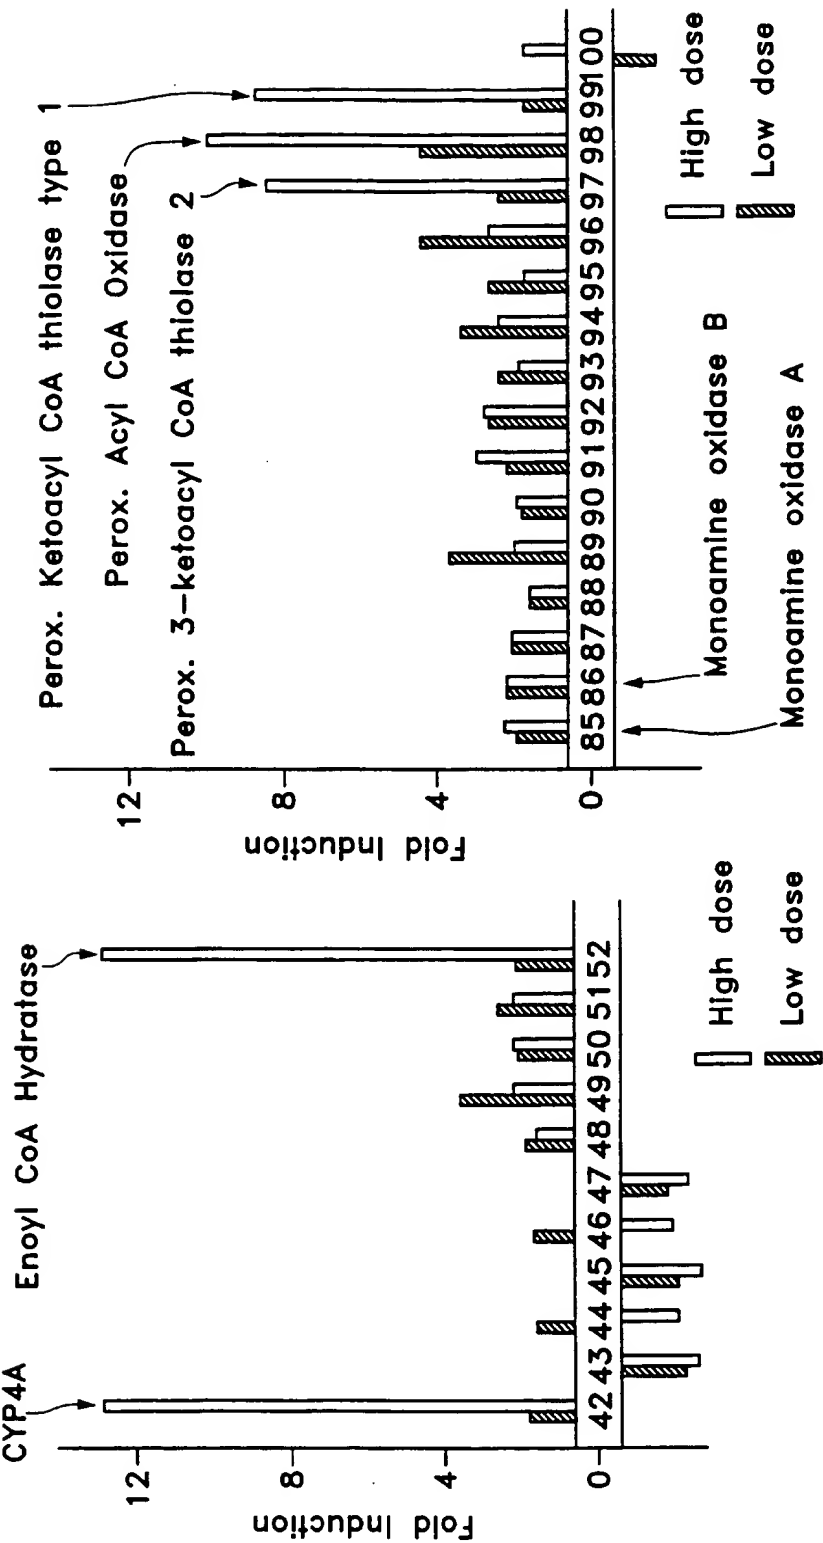 CYP4A
Enoyl CoA Hydratase
Fold Induction
12
8
4
0
42 43 44 45 46 47 48 49 50 51 52
High dose
Low dose
Perox. Ketoacyl CoA thiolase type 1
Perox. Acyl CoA Oxidase
Perox. 3-ketoacyl CoA thiolase 2
Fold Induction
12
8
4
0
85 86 87 88 89 90 91 92 93 94 95 96 97 98 99 100
Monoamine oxidase B
Monoamine oxidase A
High dose
Low dose